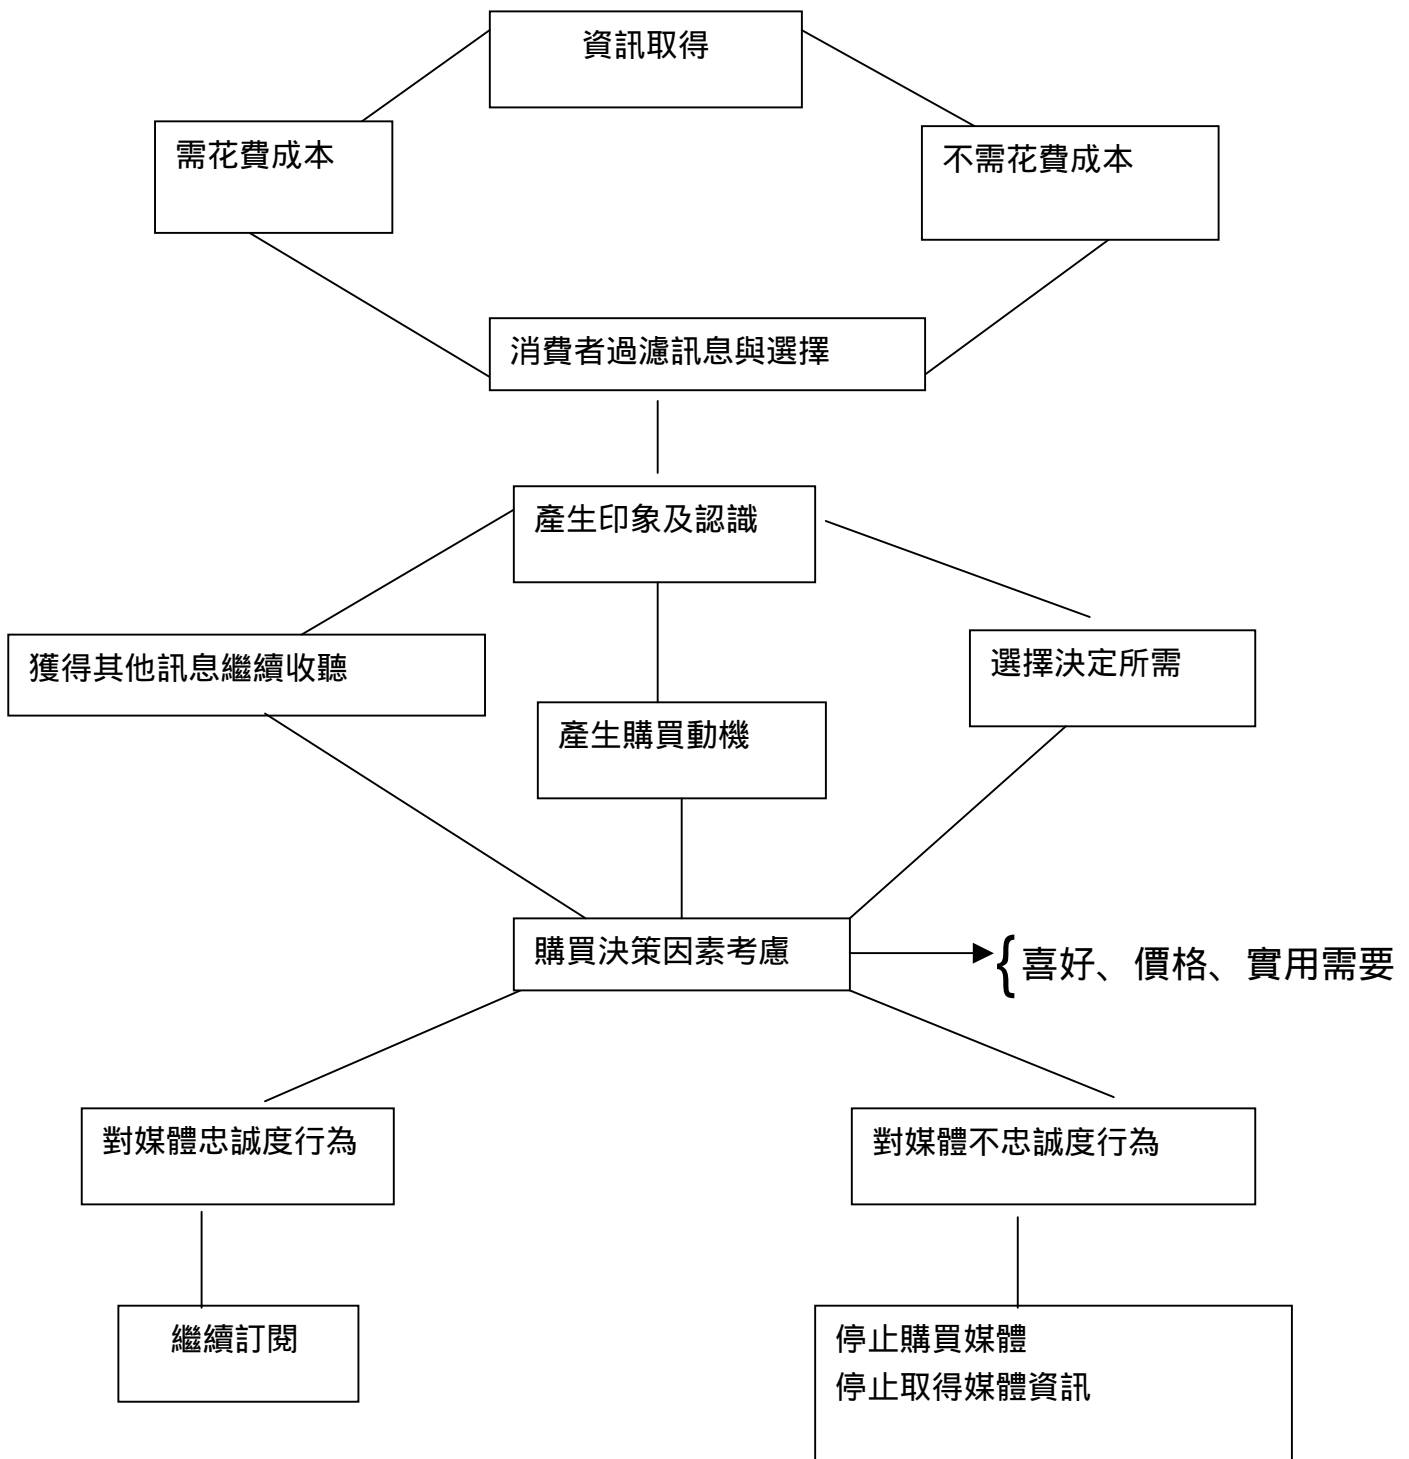 資訊取得
需花費成本
不需花費成本
消費者過濾訊息與選擇
產生印象及認識
獲得其他訊息繼續收聽
選擇決定所需
產生購買動機
購買決策因素考慮
{喜好、價格、實用需要
對媒體忠誠度行為
對媒體不忠誠度行為
繼續訂閱
停止購買媒體
停止取得媒體資訊